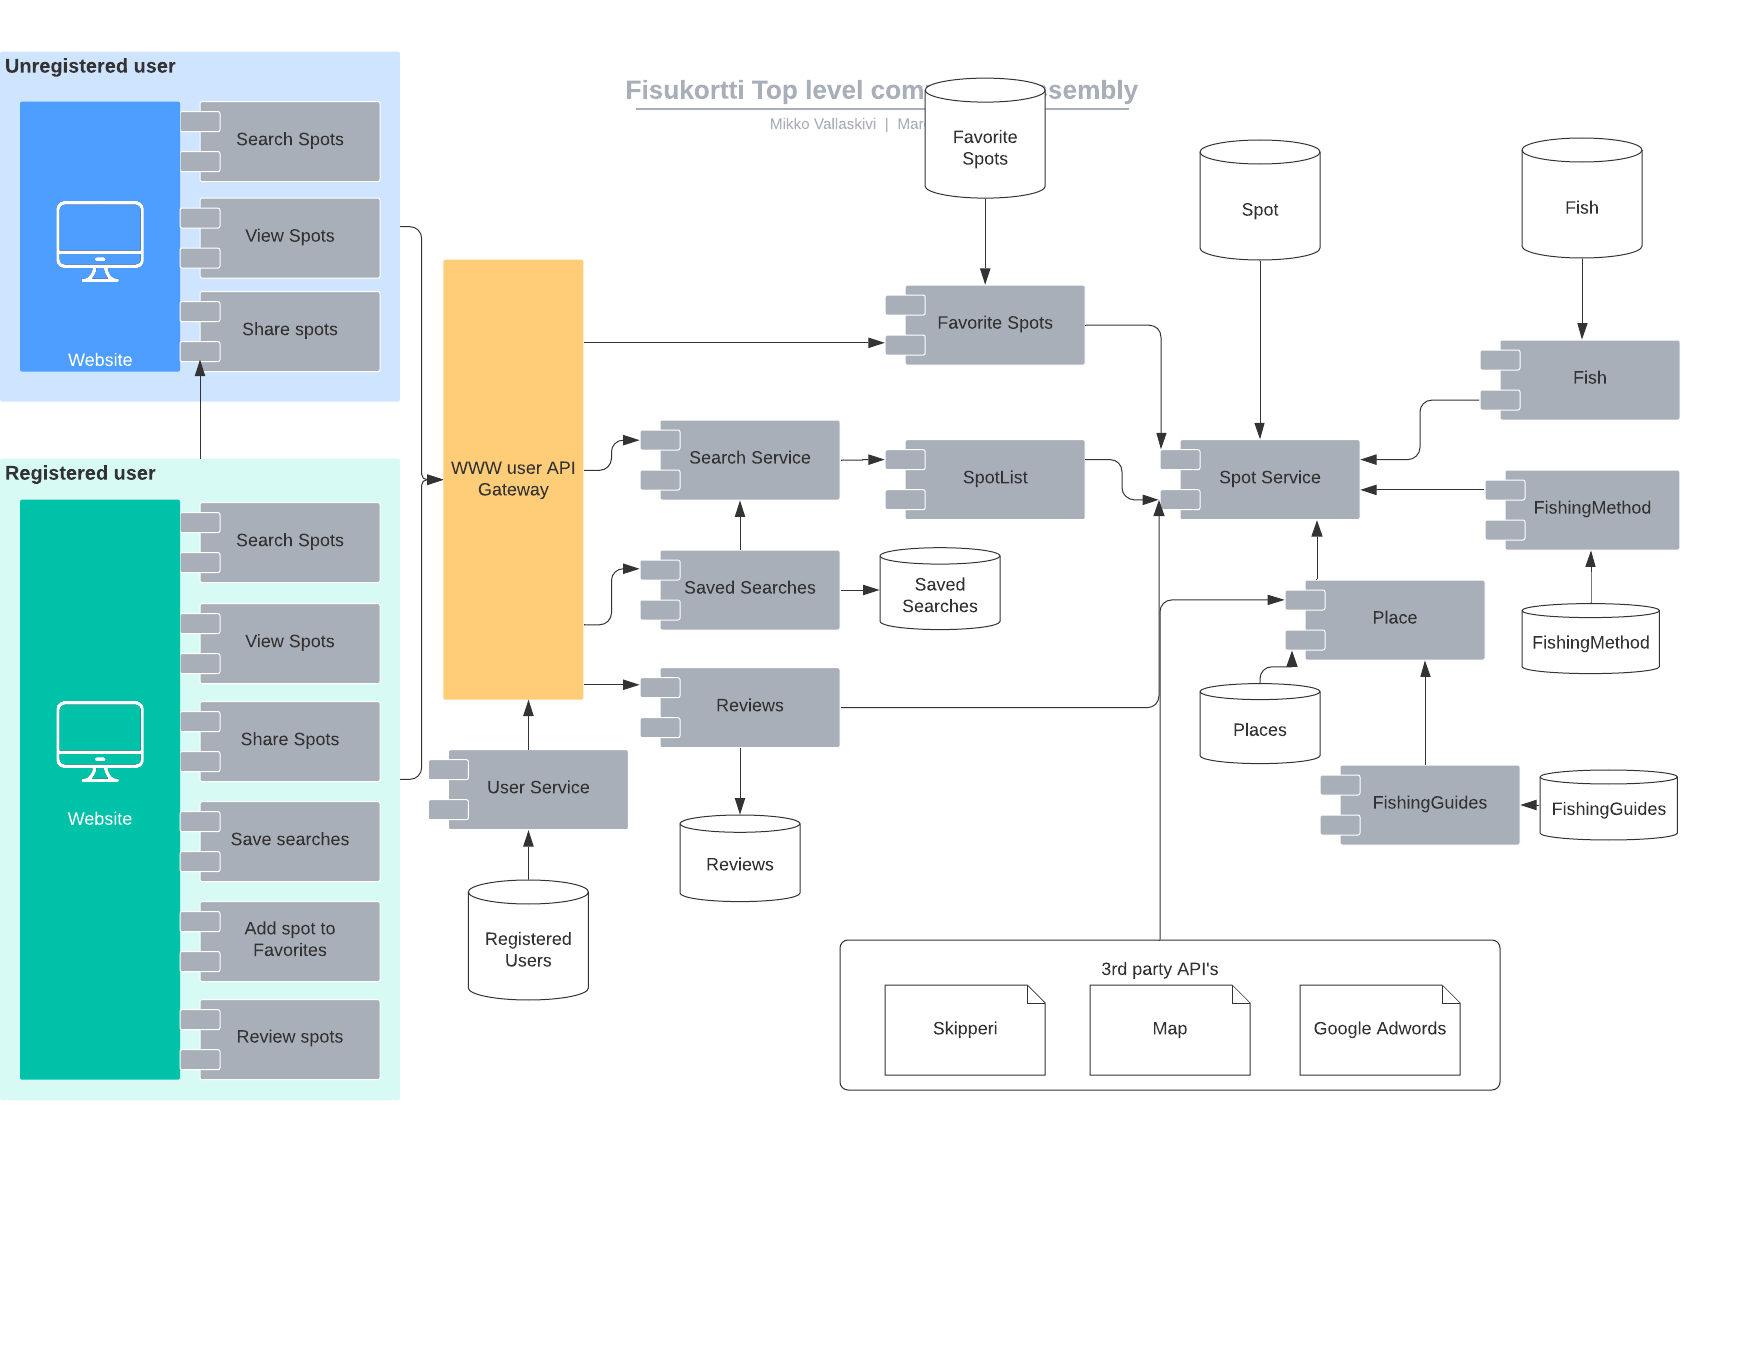 Unregistered user
Search Spots
View Spots
Share spots
Website
Registered user
Search Spots
View Spots
Share Spots
Website
Save searches
Add spot to
Favorites
Review spots
Fisukortti Top level
Mikko Vallaskivi |
Favorite
Spots
Spot
Fish
WWW user API
Gateway
Favorite Spots
Fish
Search Service
SpotList
Spot Service
FishingMethod
Saved Searches
Saved
Searches
Place
FishingMethod
Reviews
Places
User Service
FishingGuides
FishingGuides
Reviews
Registered
Users
3rd party API's
Skipperi
Map
Google Adwords